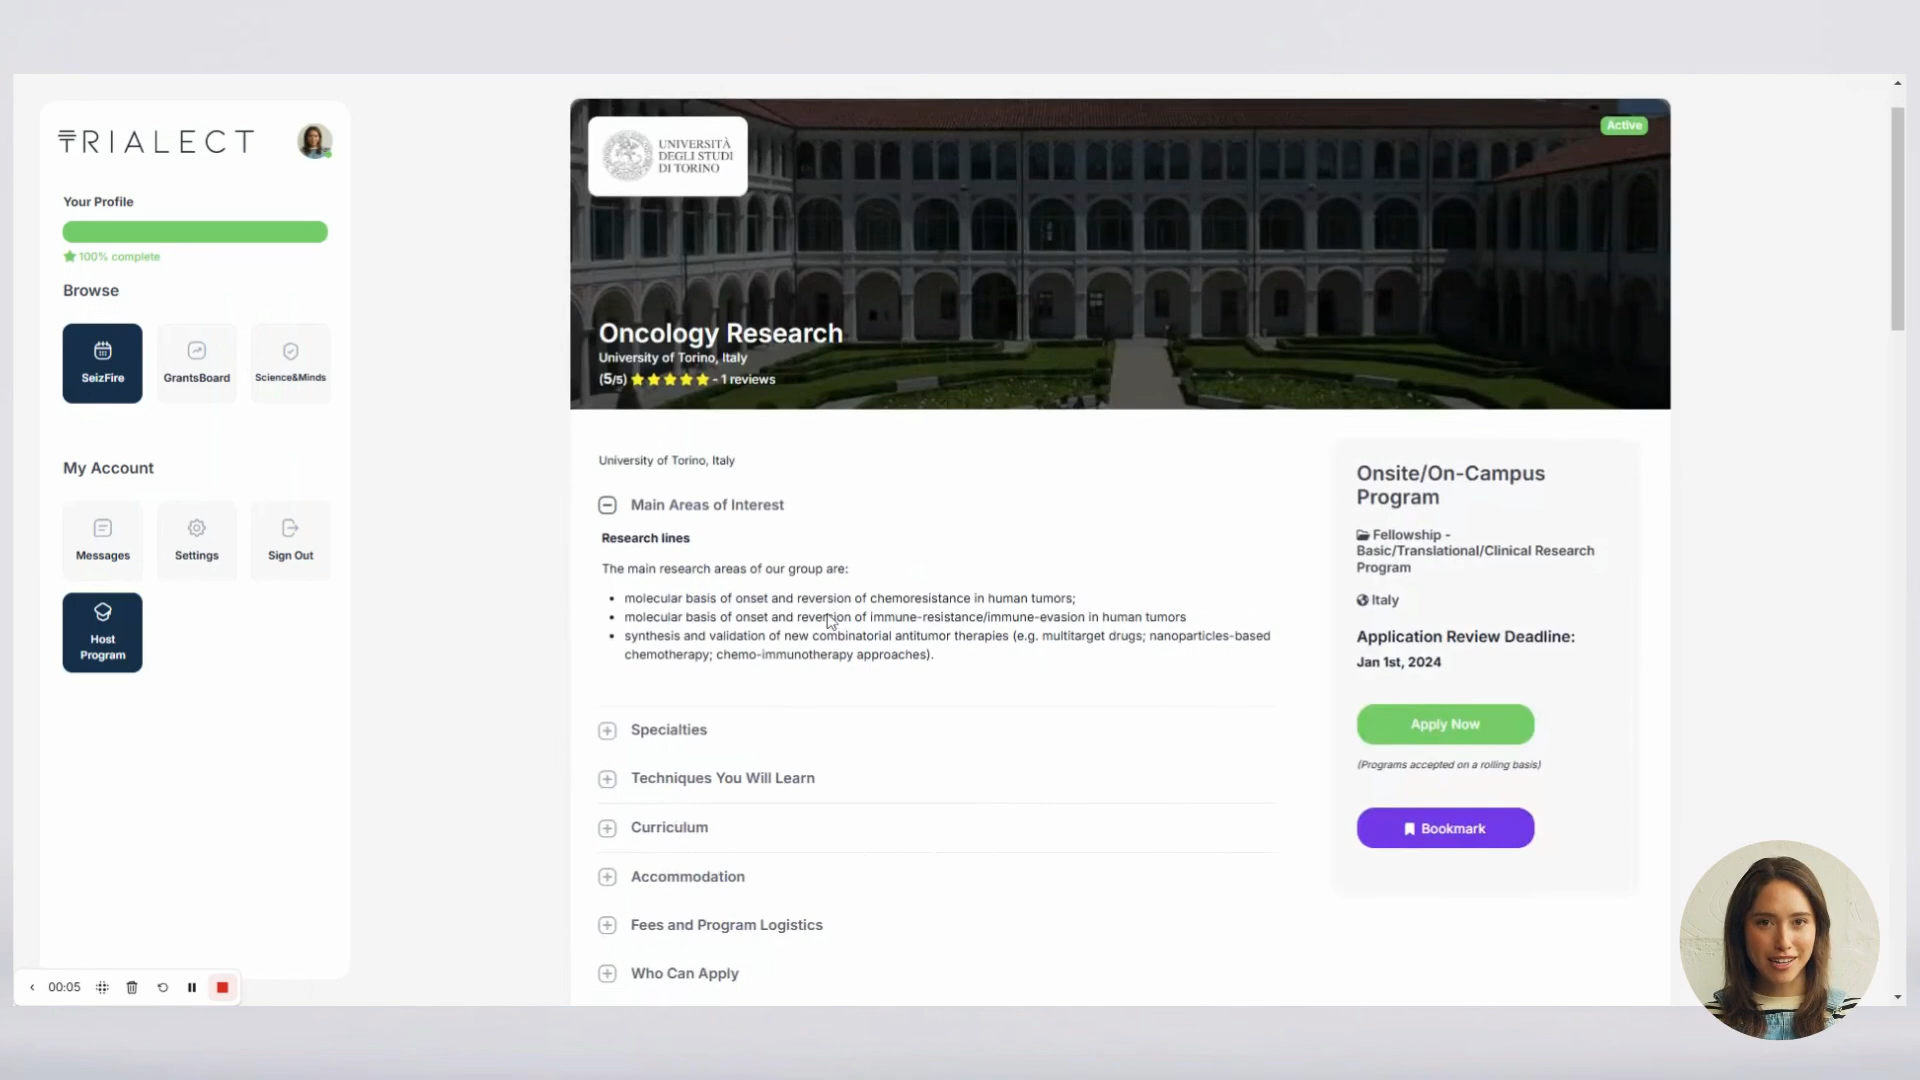 TRIALECT
Your Profile
100% complete
Browse
SeizFire
GrantsBoard
Science&Minds
My Account
Messages
Settings
Sign Out
Host
Program
UNIVERSITÀ
DEGLI STUDI
DI TORINO
Active
Oncology Research
University of Torino, Italy
(5/5) - 1 reviews
University of Torino, Italy
Main Areas of Interest
Research lines
The main research areas of our group are:
molecular basis of onset and reversion of chemoresistance in human tumors;
molecular basis of onset and reversion of immune-resistance/immune-evasion in human tumors
synthesis and validation of new combinatorial antitumor therapies (e.g. multitarget drugs; nanoparticles-based
chemotherapy; chemo-immunotherapy approaches).
Specialties
Techniques You Will Learn
Curriculum
Accommodation
Fees and Program Logistics
Who Can Apply
Onsite/On-Campus
Program
Fellowship -
Basic/Translational/Clinical Research
Program
Italy
Application Review Deadline:
Jan 1st, 2024
Apply Now
(Programs accepted on a rolling basis)
Bookmark
00:05